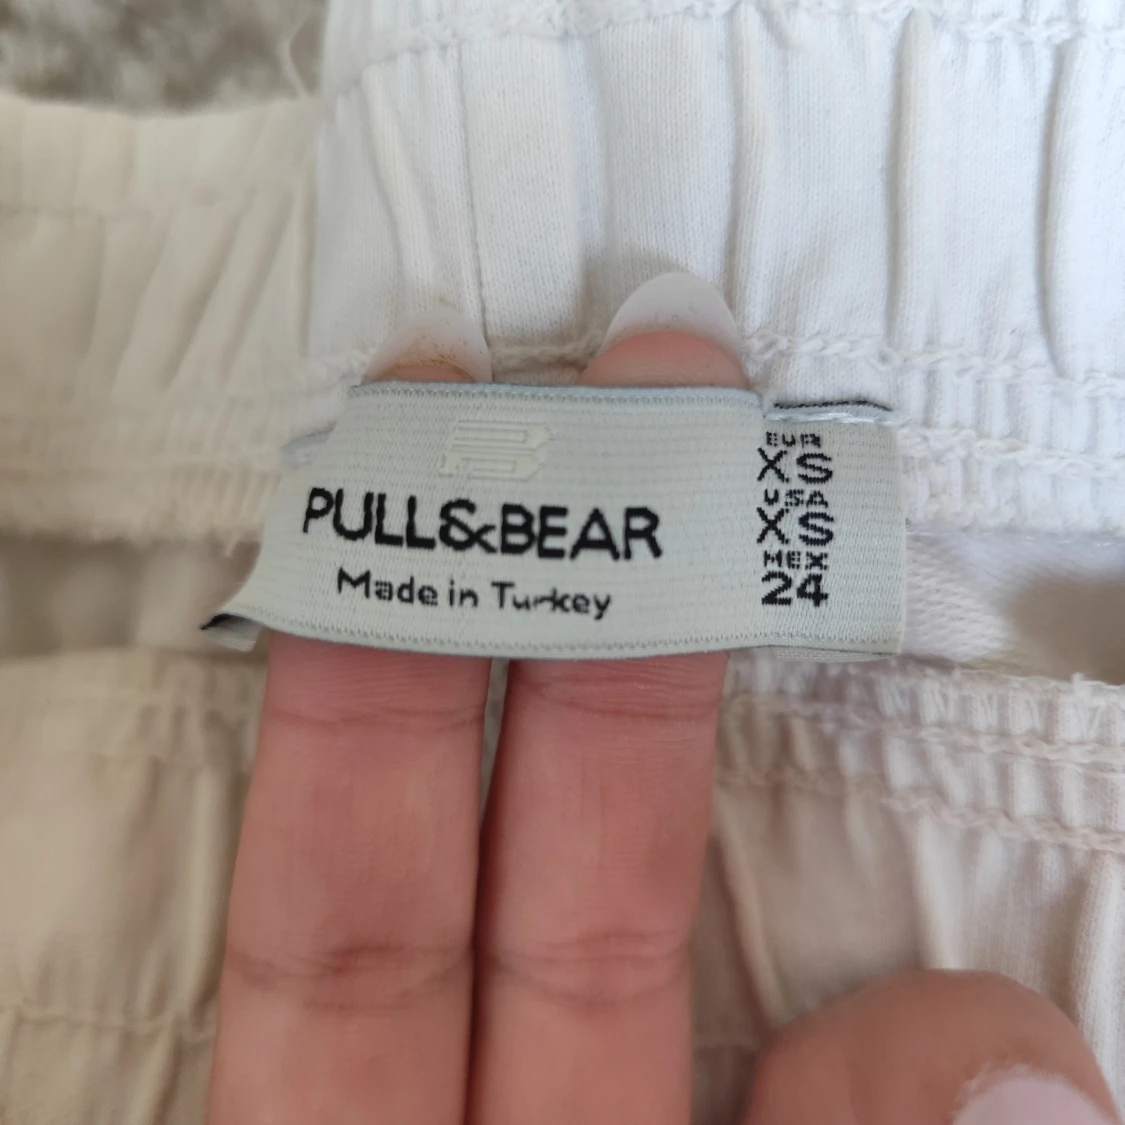 PULL&BEAR
Made in Turkey
EUR
XS
USA
XS
MEX
24